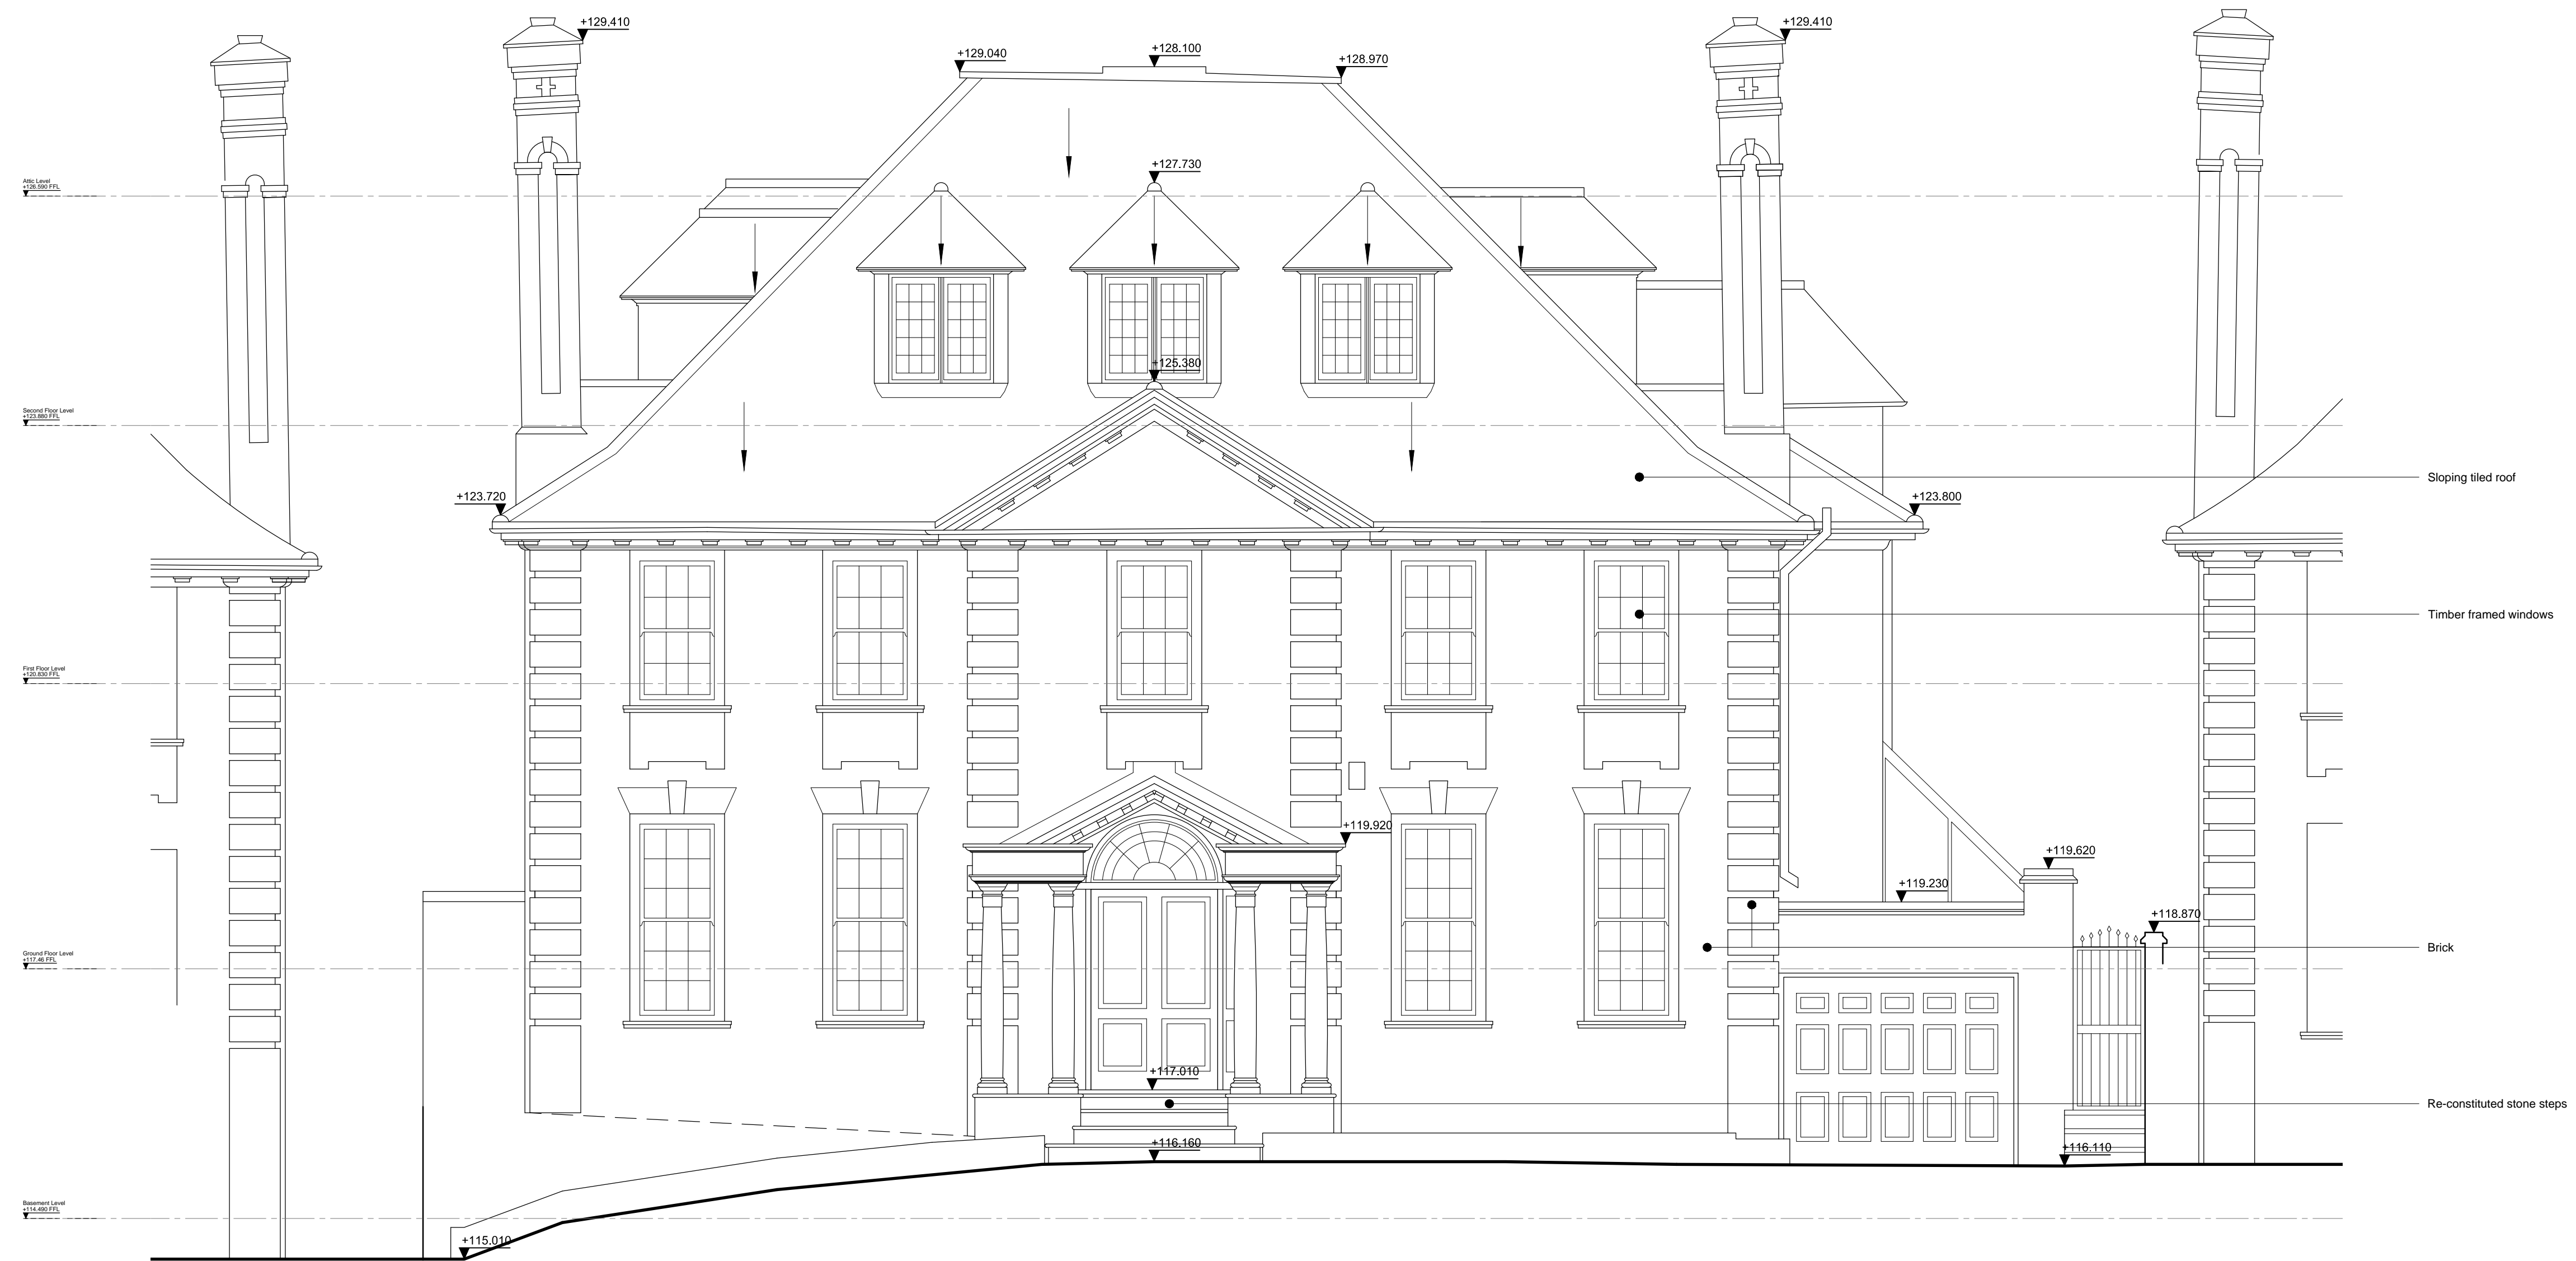 +129.410
+129.410
+129.040
+128.100
+128.970
+127.730
Attic Level
+126.590 FFL
+125.380
Second Floor Level
+123.880 FFL
Sloping tiled roof
+123.720
+123.800
Timber framed windows
First Floor Level
+120.830 FFL
+119.920
+119.620
+119.230
+118.870
Brick
Ground Floor Level
+117.46 FFL
+117.010
Re-constituted stone steps
+116.160
+116.110
Basement Level
+114.490 FFL
+115.010